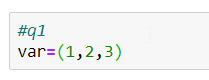 #q1
var=(1,2,3)